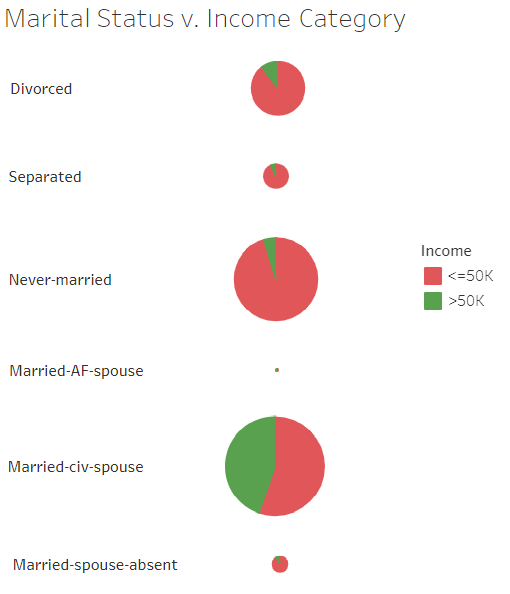 Marital Status v. Income Category
Divorced
Separated
Never-married
Income
<=50K
>50K
Married-AF-spouse
Married-civ-spouse
Married-spouse-absent